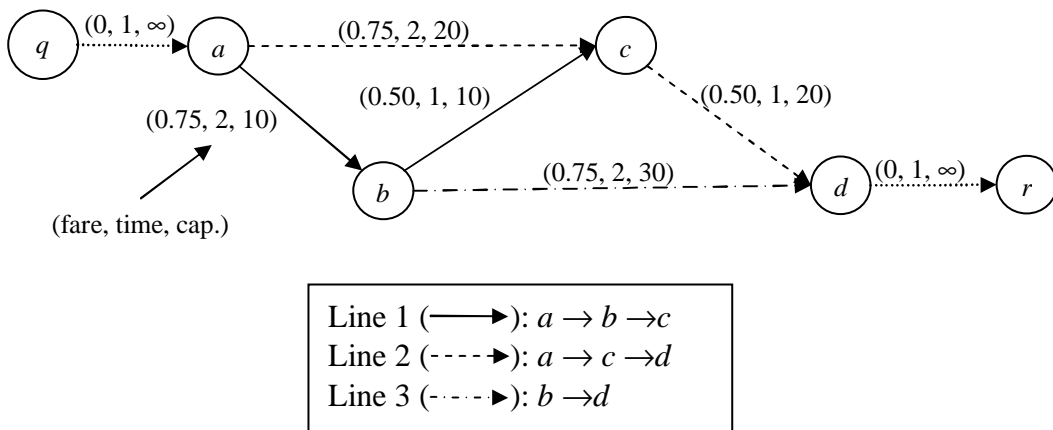 (0, 1, ∞)
q
a
(0.75, 2, 20)
c
(0.50, 1, 10)
(0.50, 1, 20)
(0.75, 2, 10)
b
(0.75, 2, 30)
d
(0, 1, ∞)
r
(fare, time, cap.)
Line 1 (→): a → b →c
Line 2 (⇢): a → c →d
Line 3 (⇢): b →d